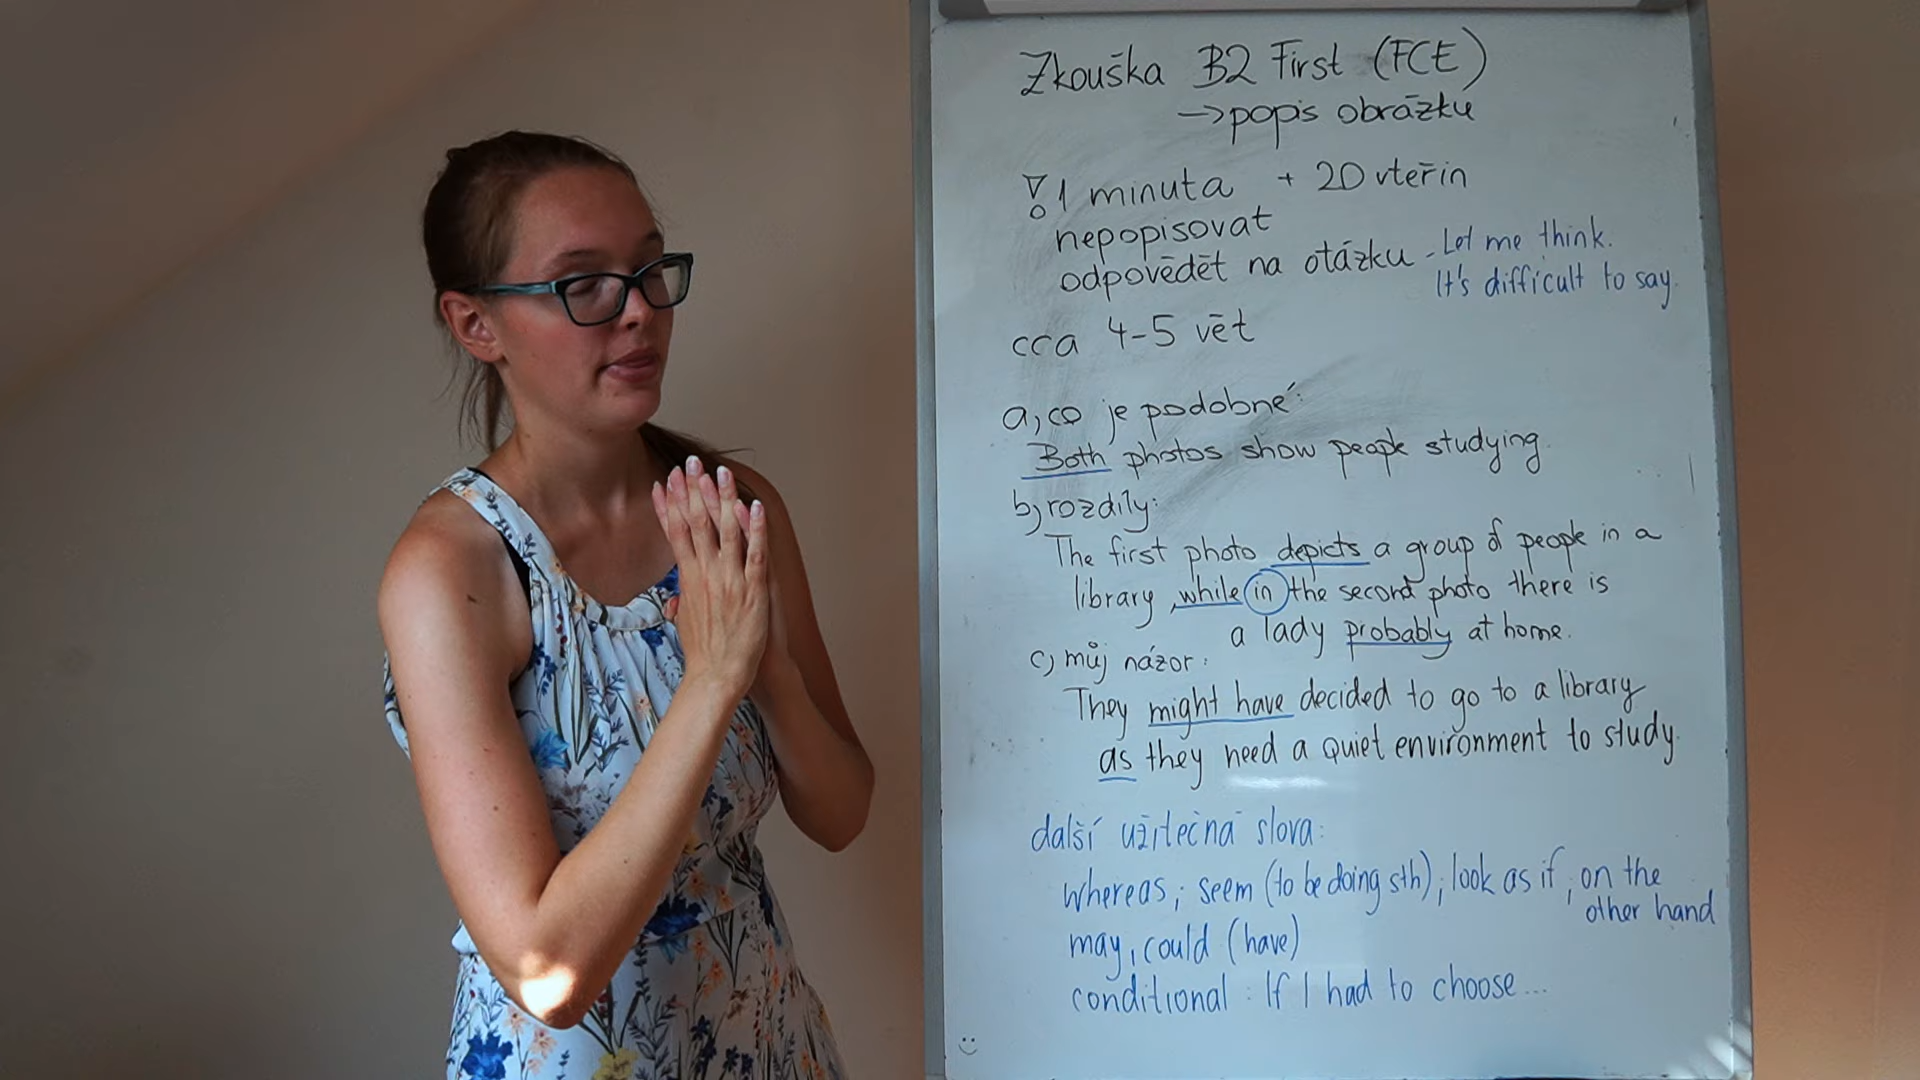 Zkouška B2 First (FCE)
→ popis obrázku
! 1 minuta + 20 vteřin
nepopisovat
odpovědět na otázku - Let me think.
It's difficult to say.
cca 4-5 vět
a, co je podobné:
Both photos show people studying.
b, rozdíly:
The first photo depicts a group of people in a
library, while in the second photo there is
a lady probably at home.
c, můj názor:
They might have decided to go to a library
as they need a quiet environment to study.
další užitečná slova:
whereas; seem (to be doing sth); look as if; on the
other hand
may, could (have)
conditional: If I had to choose...